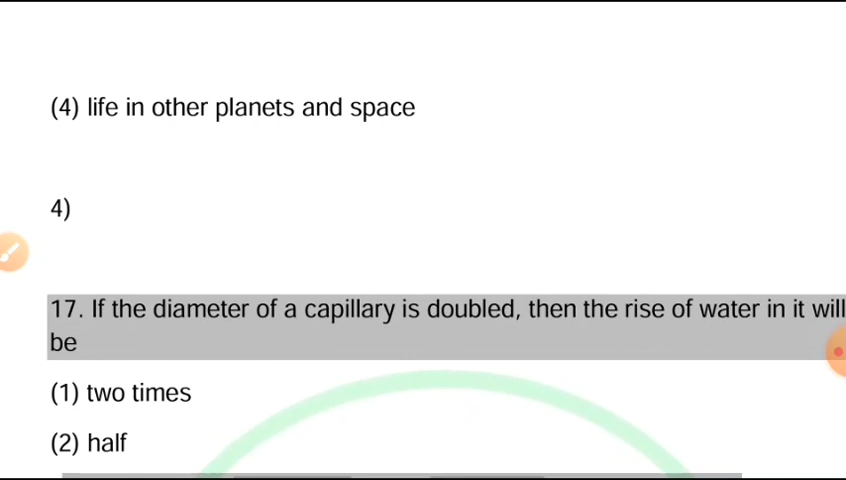 (4) life in other planets and space
4)
17. If the diameter of a capillary is doubled, then the rise of water in it will
be
(1) two times
(2) half